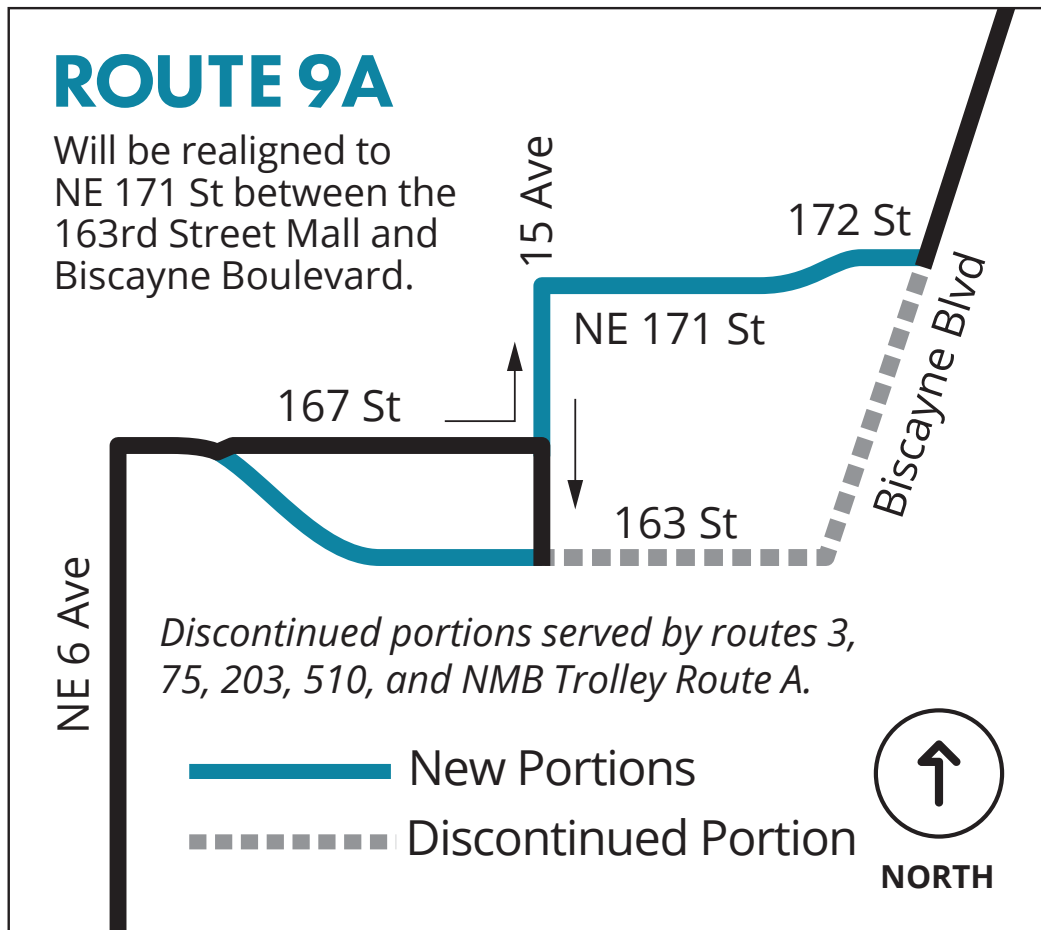 ROUTE 9A
Will be realigned to
NE 171 St between the
163rd Street Mall and
Biscayne Boulevard.
15 Ave
172 St
NE 171 St
Biscayne Blvd
167 St
163 St
NE 6 Ave
Discontinued portions served by routes 3,
75, 203, 510, and NMB Trolley Route A.
New Portions
Discontinued Portion
NORTH